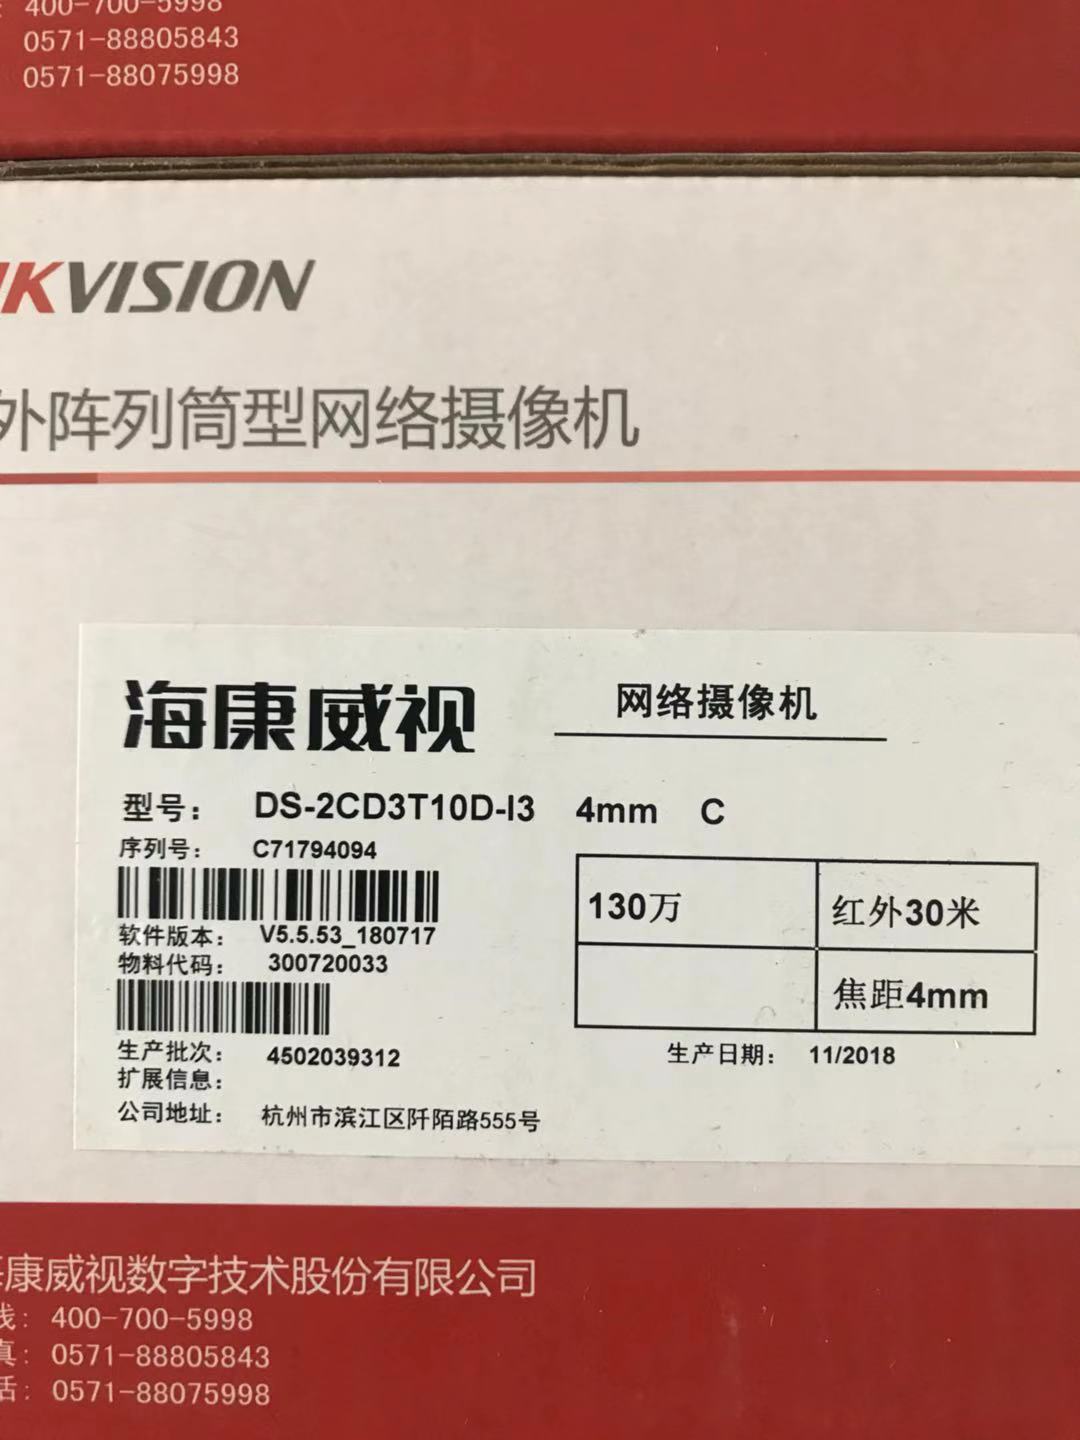 400-700-5998
0571-88805843
0571-88075998
IKVISION
外阵列筒型网络摄像机
海康威视
网络摄像机
型号： DS-2CD3T10D-I3 4mm C
序列号： C71794094
130万 红外30米
软件版本： V5.5.53_180717
物料代码： 300720033
焦距4mm
生产批次： 4502039312
生产日期： 11/2018
扩展信息：
公司地址： 杭州市滨江区阡陌路555号
康威视数字技术股份有限公司
线： 400-700-5998
真： 0571-88805843
话： 0571-88075998